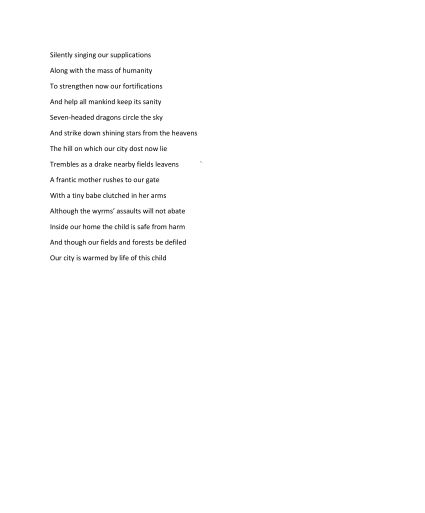 Silently singing our supplications
Along with the mass of humanity
To strengthen now our fortifications
And help all mankind keep its sanity
Seven-headed dragons circle the sky
And strike down shining stars from the heavens
The hill on which our city dost now lie
Trembles as a drake nearby fields leavens `
A frantic mother rushes to our gate
With a tiny babe clutched in her arms
Although the wyrms’ assaults will not abate
Inside our home the child is safe from harm
And though our fields and forests be defiled
Our city is warmed by life of this child